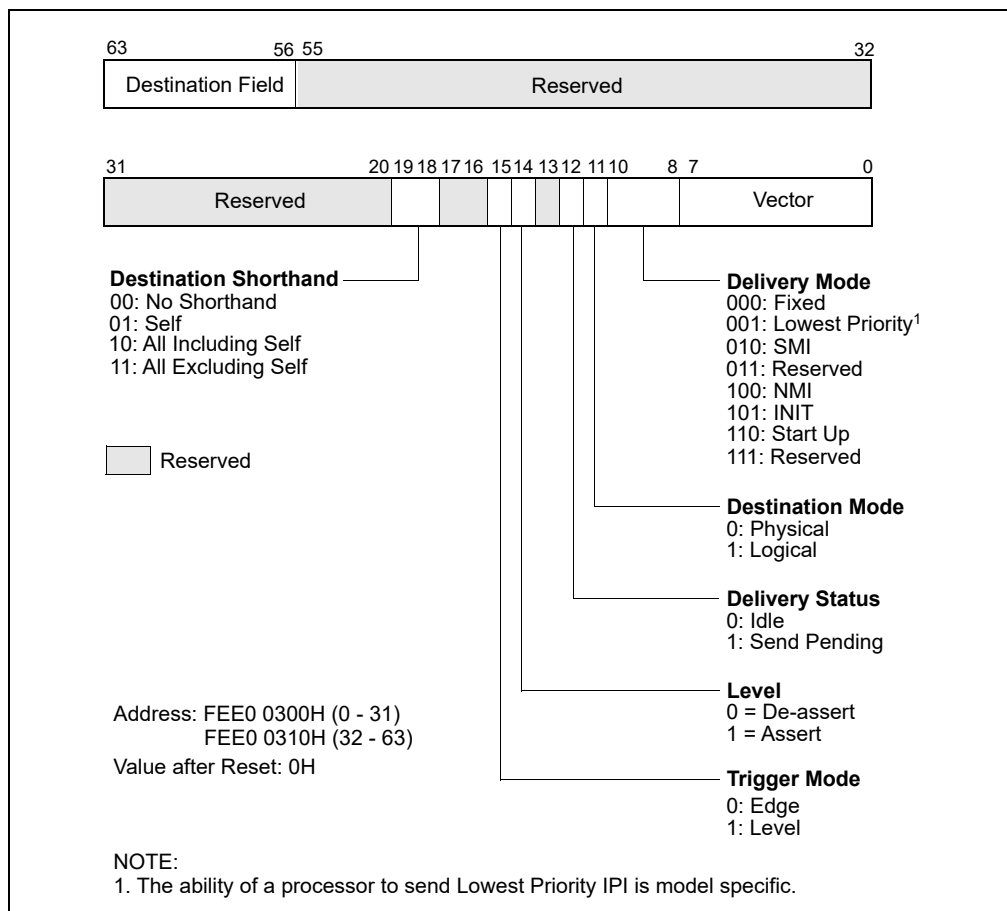 63 56 55 32
Destination Field Reserved
31 20 19 18 17 16 15 14 13 12 11 10 8 7 0
Reserved Vector
Destination Shorthand
00: No Shorthand
01: Self
10: All Including Self
11: All Excluding Self
Reserved
Delivery Mode
000: Fixed
001: Lowest Priority1
010: SMI
011: Reserved
100: NMI
101: INIT
110: Start Up
111: Reserved
Destination Mode
0: Physical
1: Logical
Delivery Status
0: Idle
1: Send Pending
Level
0 = De-assert
1 = Assert
Trigger Mode
0: Edge
1: Level
Address: FEE0 0300H (0 - 31)
FEE0 0310H (32 - 63)
Value after Reset: 0H
NOTE:
1. The ability of a processor to send Lowest Priority IPI is model specific.